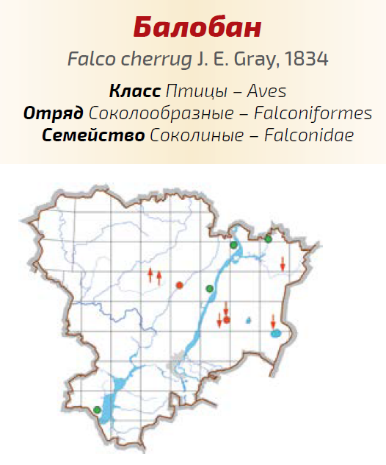 Балобан
Falco cherrug J. E. Gray, 1834
Класс Птицы – Aves
Отряд Соколообразные – Falconiformes
Семейство Соколиные – Falconidae